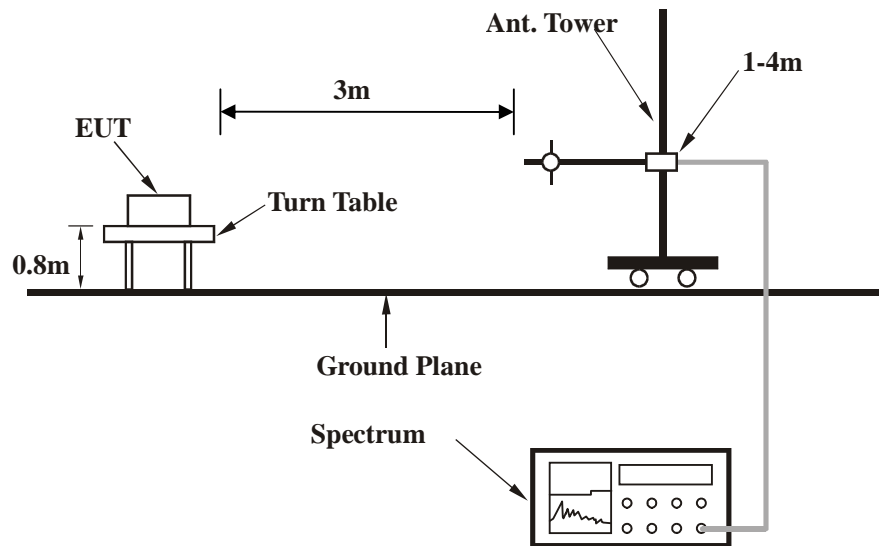 Ant. Tower
1-4m
3m
EUT
Turn Table
0.8m
Ground Plane
Spectrum